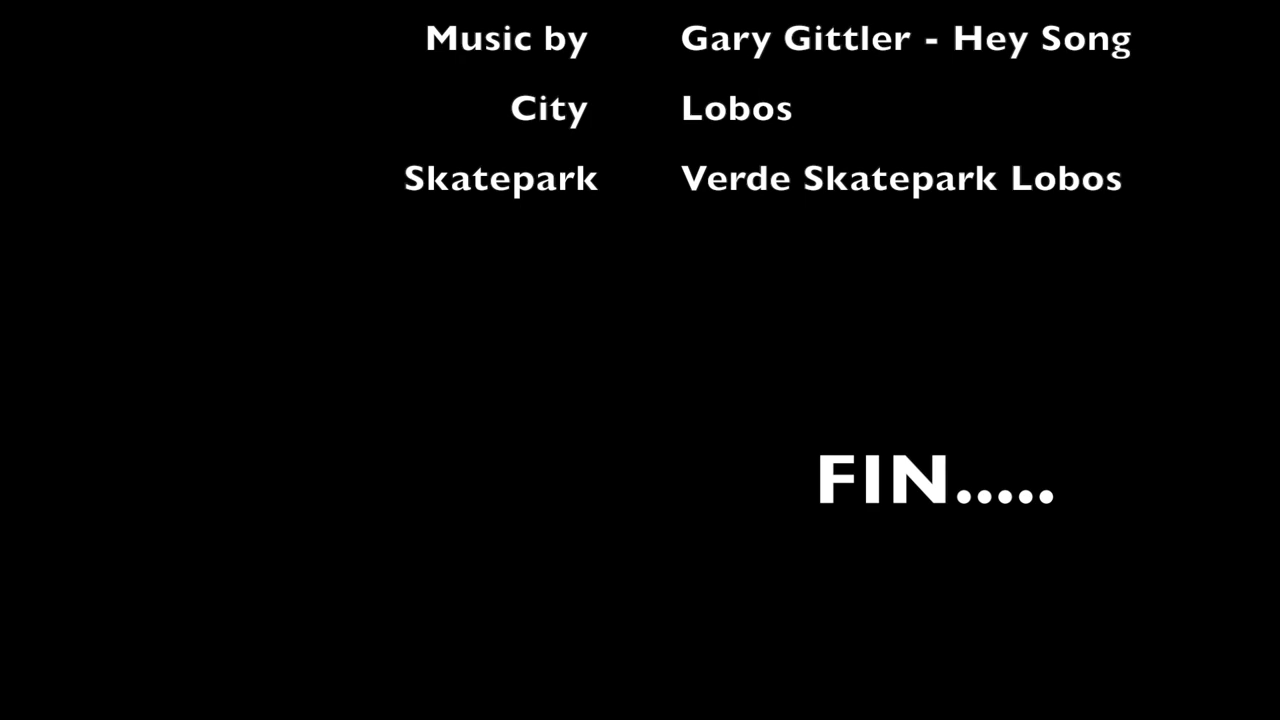 Music by Gary Gittler - Hey Song
City Lobos
Skatepark Verde Skatepark Lobos
FIN.....